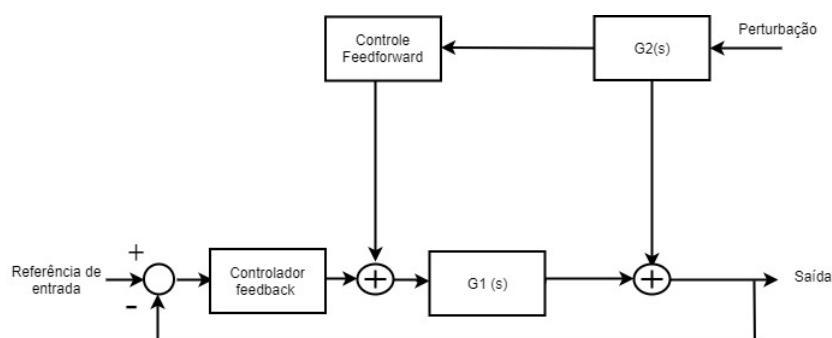 Controle
Feedforward
G2(s)
Perturbação
+
Referência de
entrada
-
Controlador
feedback
+
G1 (s)
+
Saída